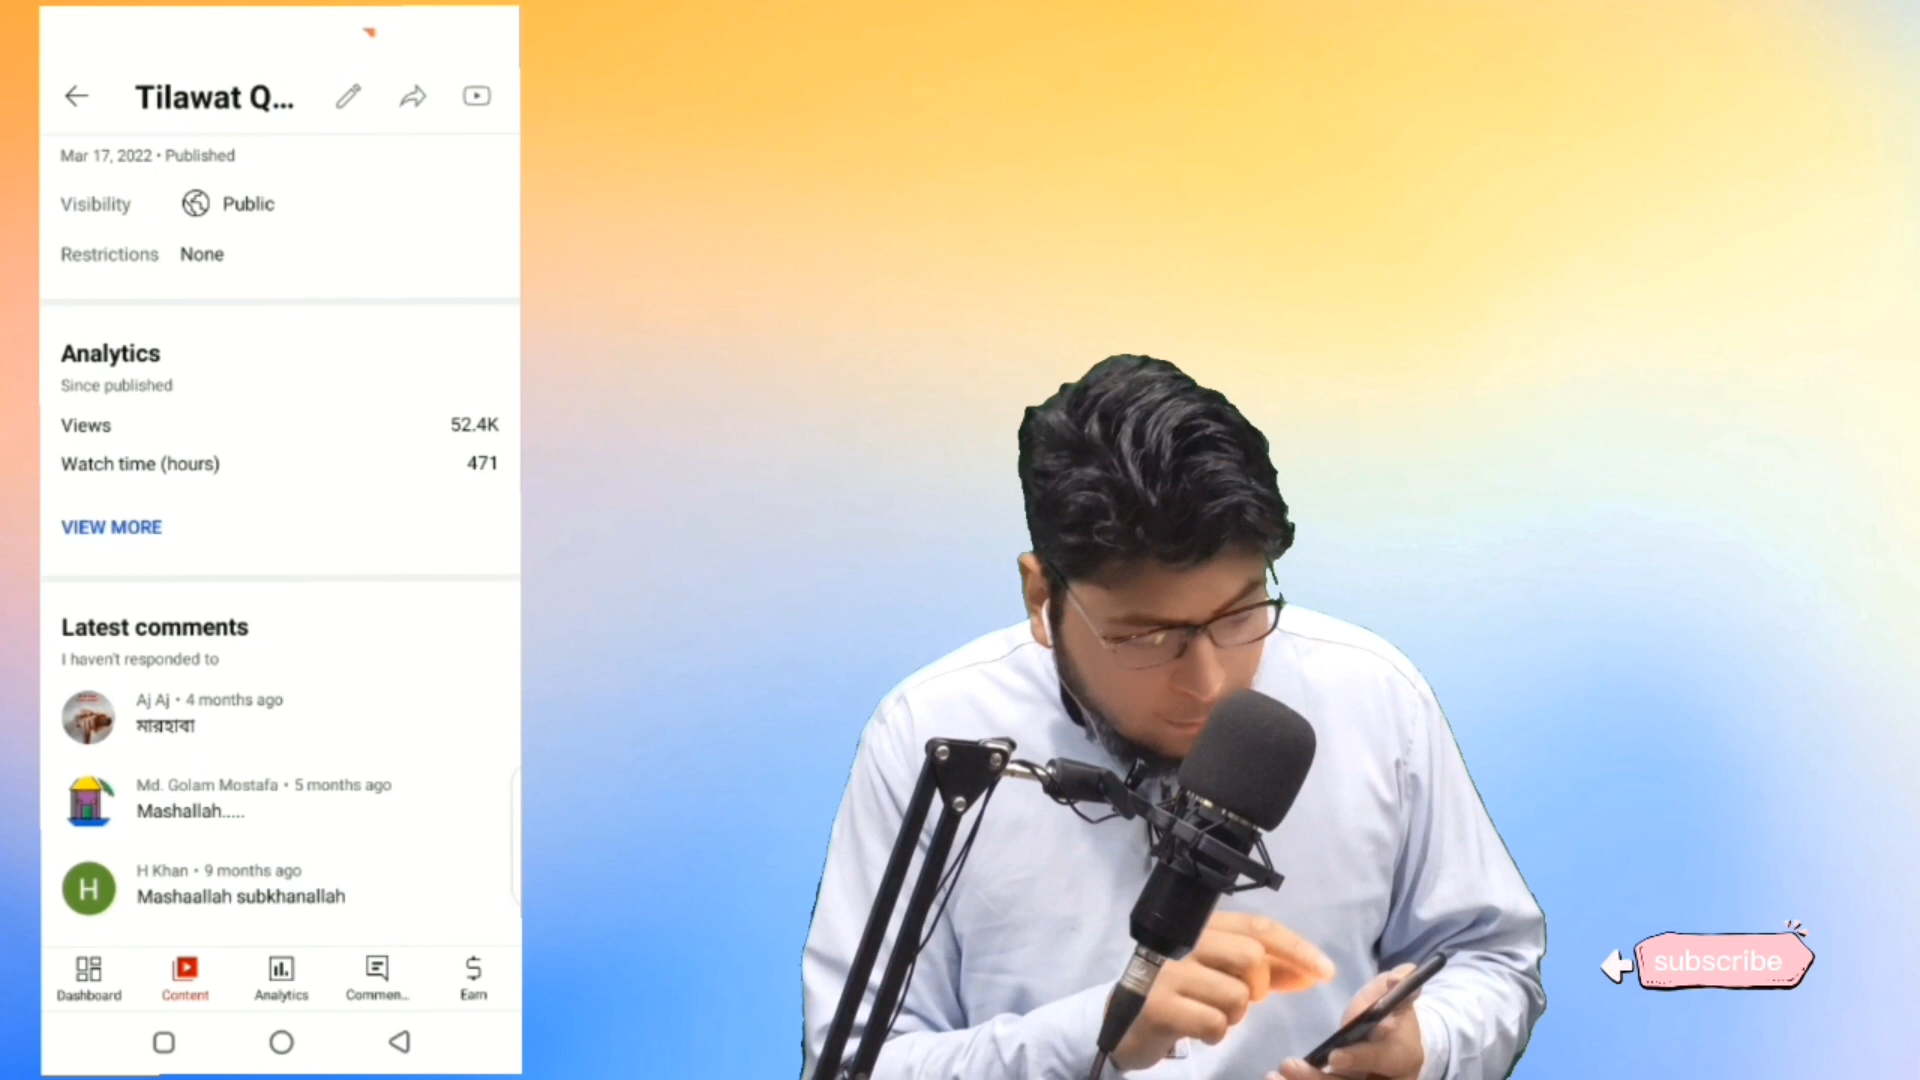 Tilawat Q...
Mar 17, 2022 • Published
Visibility Public
Restrictions None
Analytics
Since published
Views 52.4K
Watch time (hours) 471
VIEW MORE
Latest comments
I haven't responded to
Aj Aj • 4 months ago
মারহাবা
Md. Golam Mostafa • 5 months ago
Mashallah.....
H
H Khan • 9 months ago
Mashaallah subkhanallah
Dashboard Content Analytics Commen... Earn
subscribe